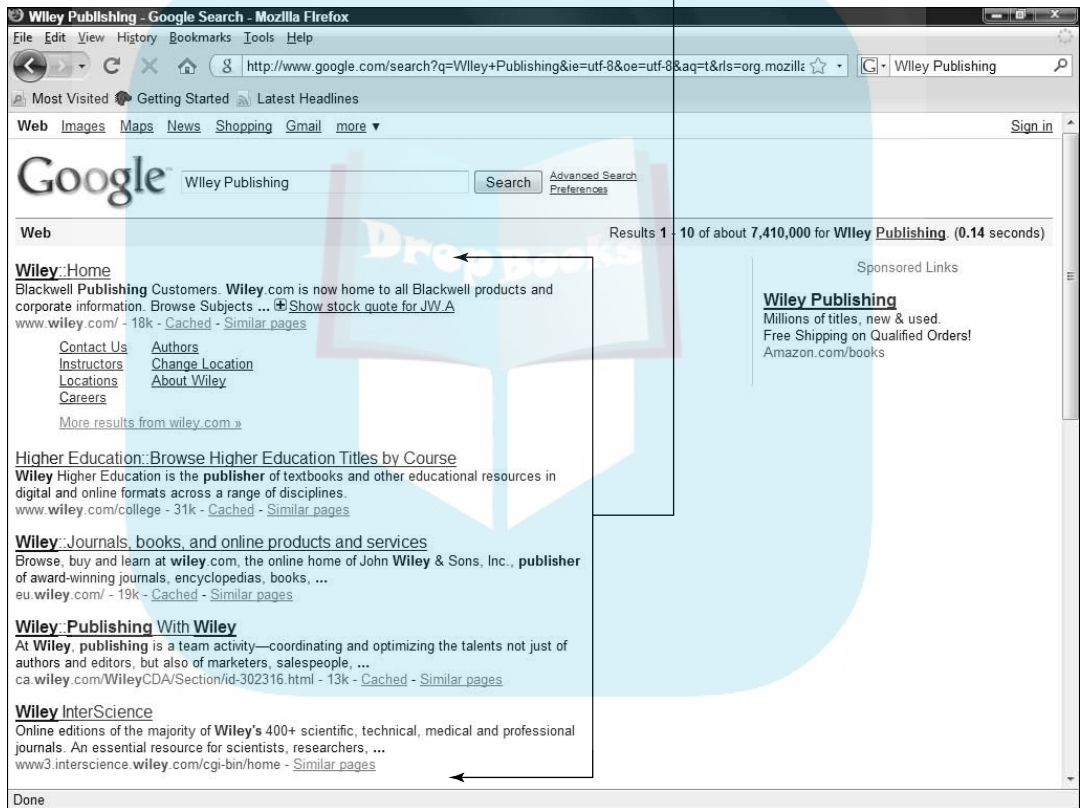 Wiley Publishing - Google Search - Mozilla Firefox
File Edit View History Bookmarks Tools Help
http://www.google.com/search?q=Wiley+Publishing&ie=utf-8&oe=utf-8&aq=t&rls=org.mozilla
G Wiley Publishing
Most Visited Getting Started Latest Headlines
Web Images Maps News Shopping Gmail more ▼ Sign in
Google Wiley Publishing Search Advanced Search
Preferences
Web Results 1 - 10 of about 7,410,000 for Wiley Publishing. (0.14 seconds)
Drop Books
Wiley::Home
Blackwell Publishing Customers. Wiley.com is now home to all Blackwell products and
corporate information. Browse Subjects ... Show stock quote for JW.A
www.wiley.com/ - 18k - Cached - Similar pages
Contact Us Authors
Instructors Change Location
Locations About Wiley
Careers
More results from wiley.com »
Higher Education::Browse Higher Education Titles by Course
Wiley Higher Education is the publisher of textbooks and other educational resources in
digital and online formats across a range of disciplines.
www.wiley.com/college - 31k - Cached - Similar pages
Wiley::Journals, books, and online products and services
Browse, buy and learn at wiley.com, the online home of John Wiley & Sons, Inc., publisher
of award-winning journals, encyclopedias, books, ...
eu.wiley.com/ - 19k - Cached - Similar pages
Wiley::Publishing With Wiley
At Wiley, publishing is a team activity—coordinating and optimizing the talents not just of
authors and editors, but also of marketers, salespeople, ...
ca.wiley.com/WileyCDA/Section/id-302316.html - 13k - Cached - Similar pages
Wiley InterScience
Online editions of the majority of Wiley's 400+ scientific, technical, medical and professional
journals. An essential resource for scientists, researchers, ...
www3.interscience.wiley.com/cgi-bin/home - Similar pages
Sponsored Links
Wiley Publishing
Millions of titles, new & used.
Free Shipping on Qualified Orders!
Amazon.com/books
Done